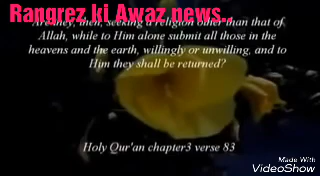 Rangrez ki Awaz news..
Are they, then, seeking a religion other than that of
Allah, while to Him alone submit all those in the
heavens and the earth, willingly or unwilling, and to
Him they shall be returned?
Holy Qur'an chapter3 verse 83
Made With
VideoShow